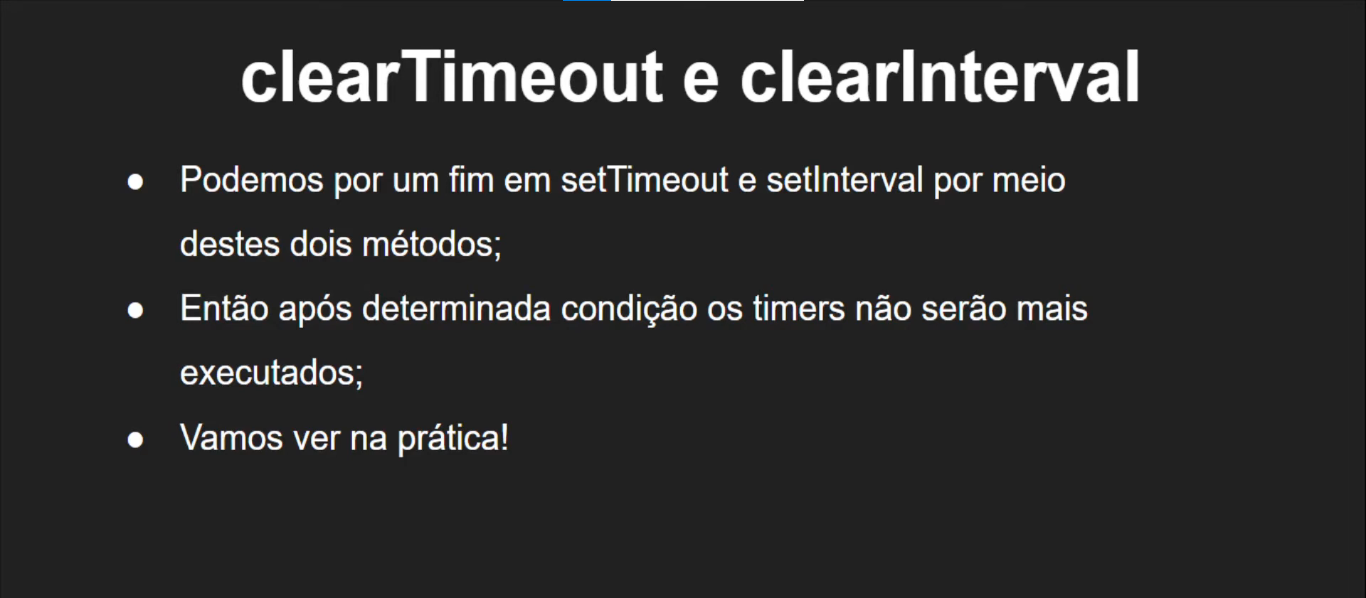 clearTimeout e clearInterval
● Podemos por um fim em setTimeout e setInterval por meio
destes dois métodos;
● Então após determinada condição os timers não serão mais
executados;
● Vamos ver na prática!